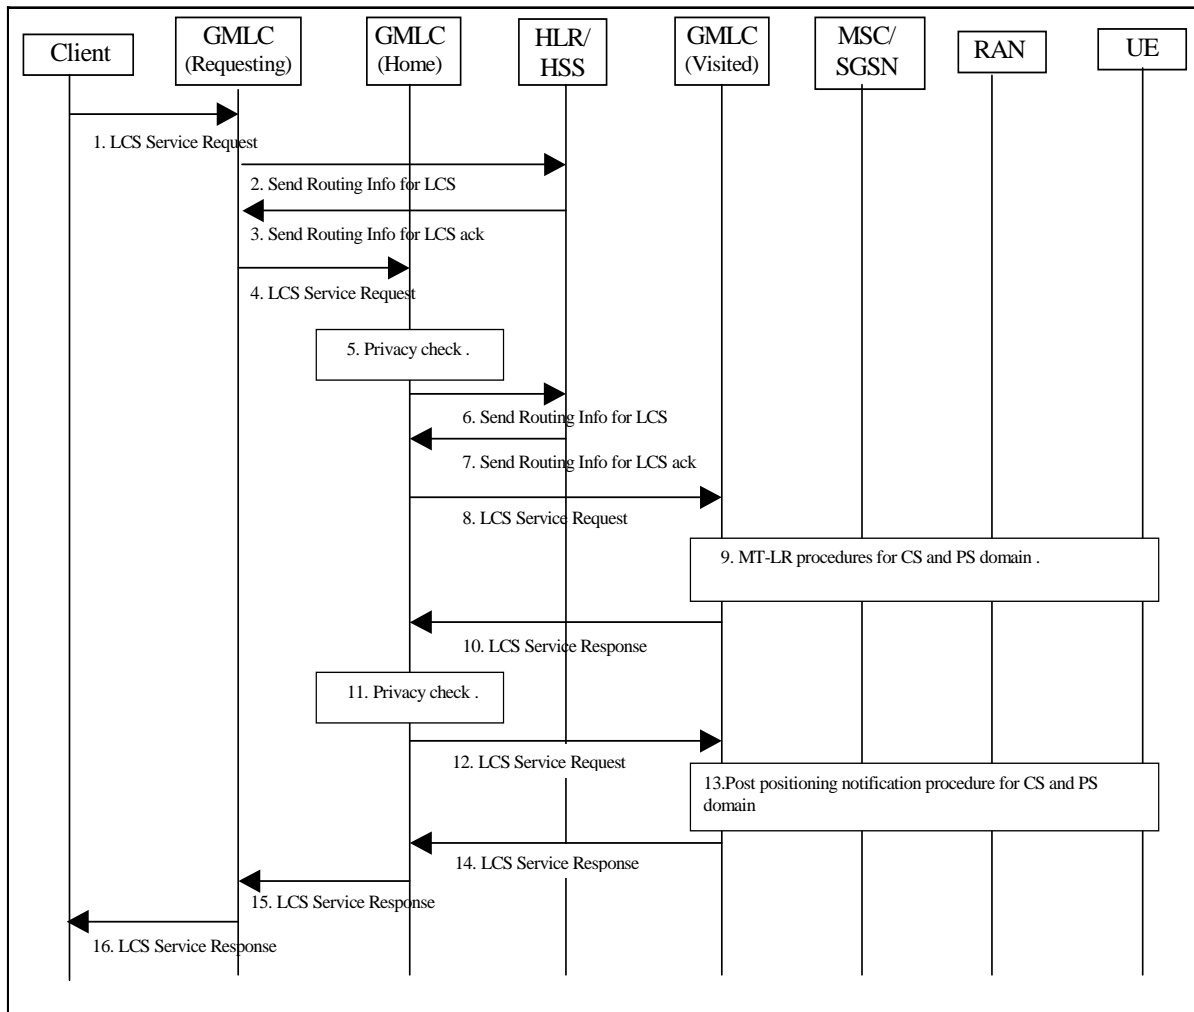 Client
GMLC
(Requesting)
GMLC
(Home)
HLR/
HSS
GMLC
(Visited)
MSC/
SGSN
RAN
UE
1. LCS Service Request
2. Send Routing Info for LCS
3. Send Routing Info for LCS ack
4. LCS Service Request
5. Privacy check .
6. Send Routing Info for LCS
7. Send Routing Info for LCS ack
8. LCS Service Request
9. MT-LR procedures for CS and PS domain .
10. LCS Service Response
11. Privacy check .
12. LCS Service Request
13.Post positioning notification procedure for CS and PS
domain
14. LCS Service Response
15. LCS Service Response
16. LCS Service Response